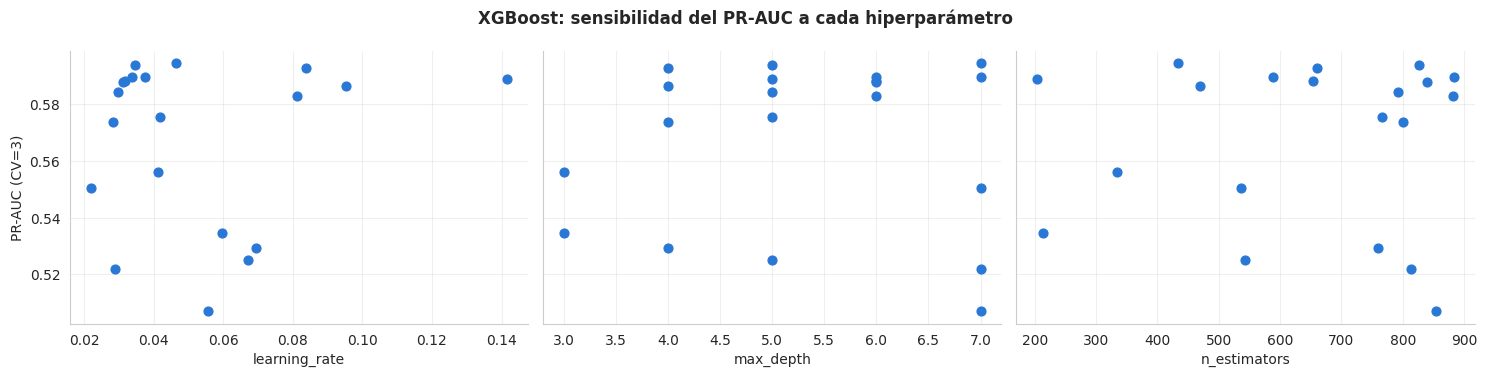 XGBoost: sensibilidad del PR-AUC a cada hiperparámetro
PR-AUC (CV=3)
0.58
0.56
0.54
0.52
0.02 0.04 0.06 0.08 0.10 0.12 0.14
learning_rate
3.0 3.5 4.0 4.5 5.0 5.5 6.0 6.5 7.0
max_depth
200 300 400 500 600 700 800 900
n_estimators